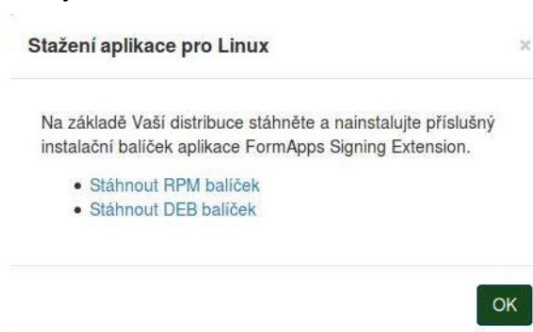 Stažení aplikace pro Linux
×
Na základě Vaší distribuce stáhněte a nainstalujte příslušný
instalační balíček aplikace FormApps Signing Extension.
• Stáhnout RPM balíček
• Stáhnout DEB balíček
OK